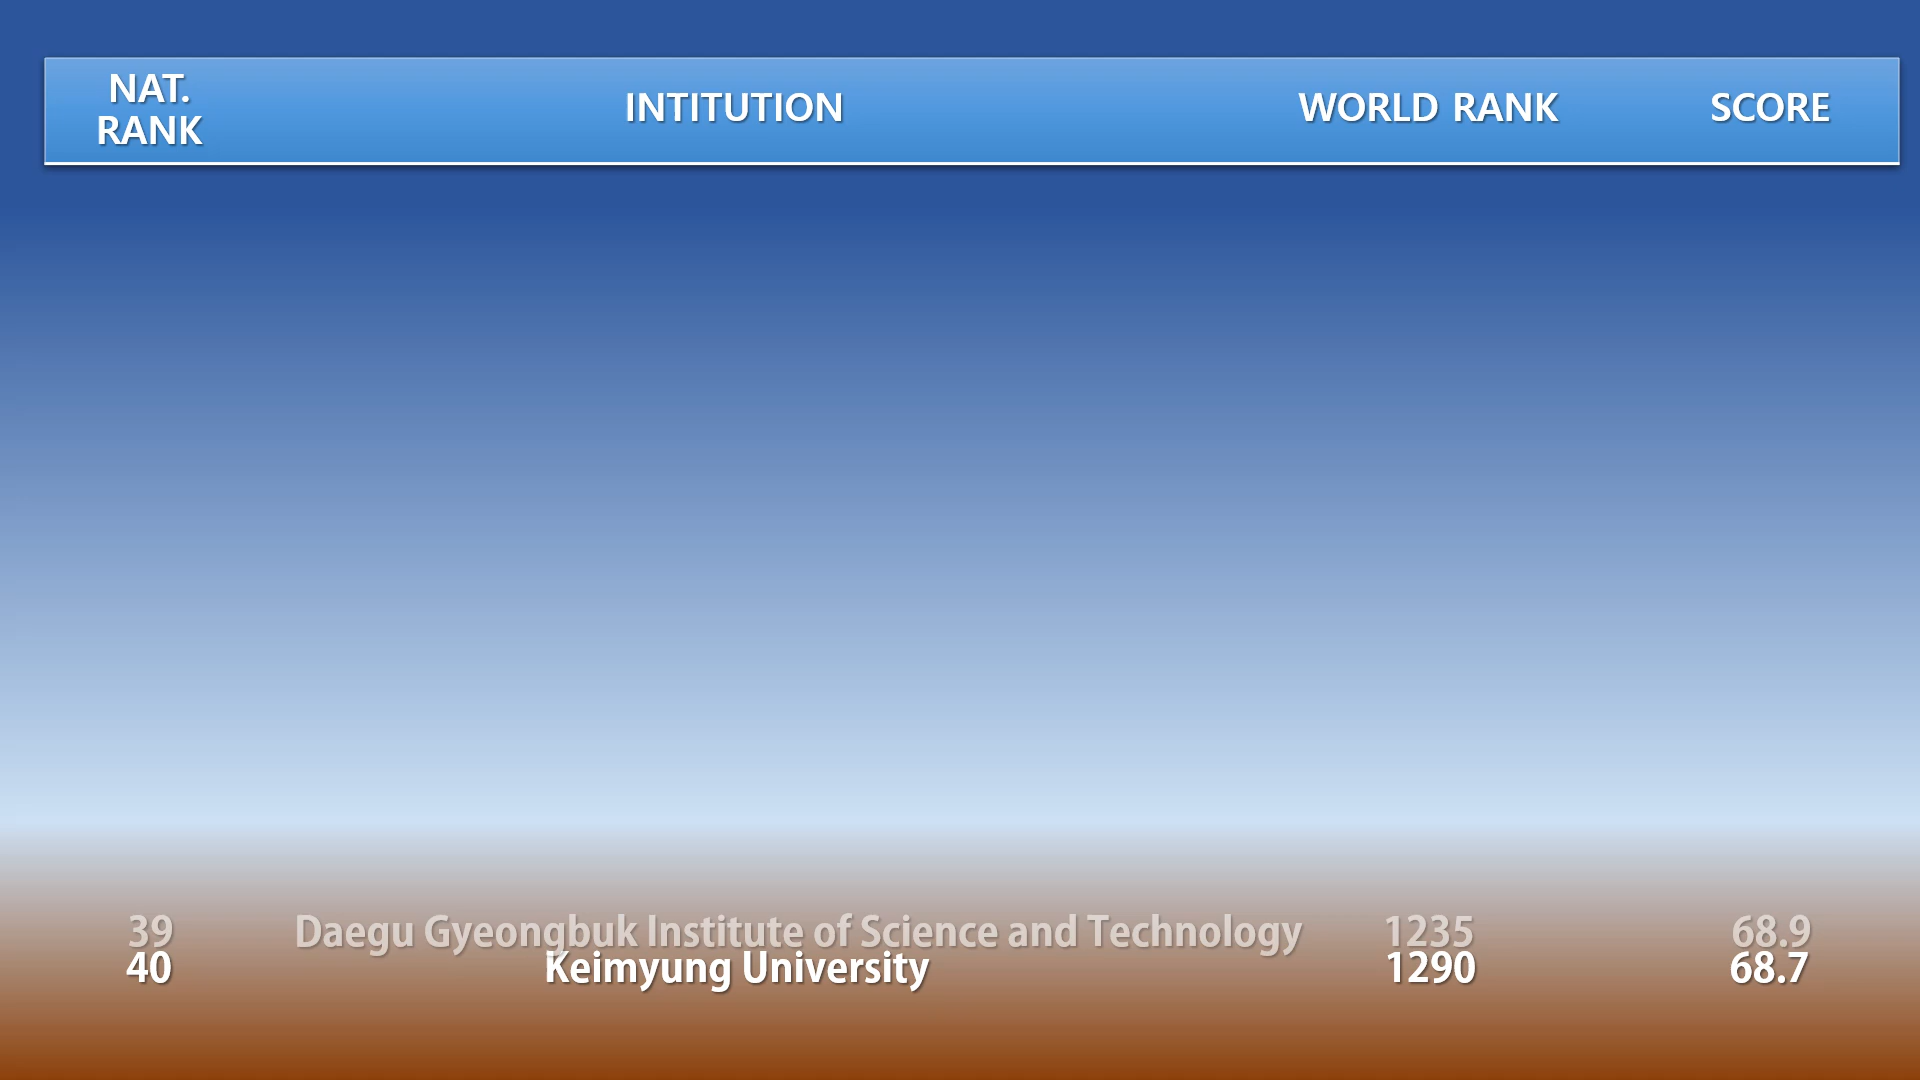 NAT.
RANK
INTITUTION
WORLD RANK
SCORE
39 Daegu Gyeongbuk Institute of Science and Technology 1235 68.9
40 Keimyung University 1290 68.7